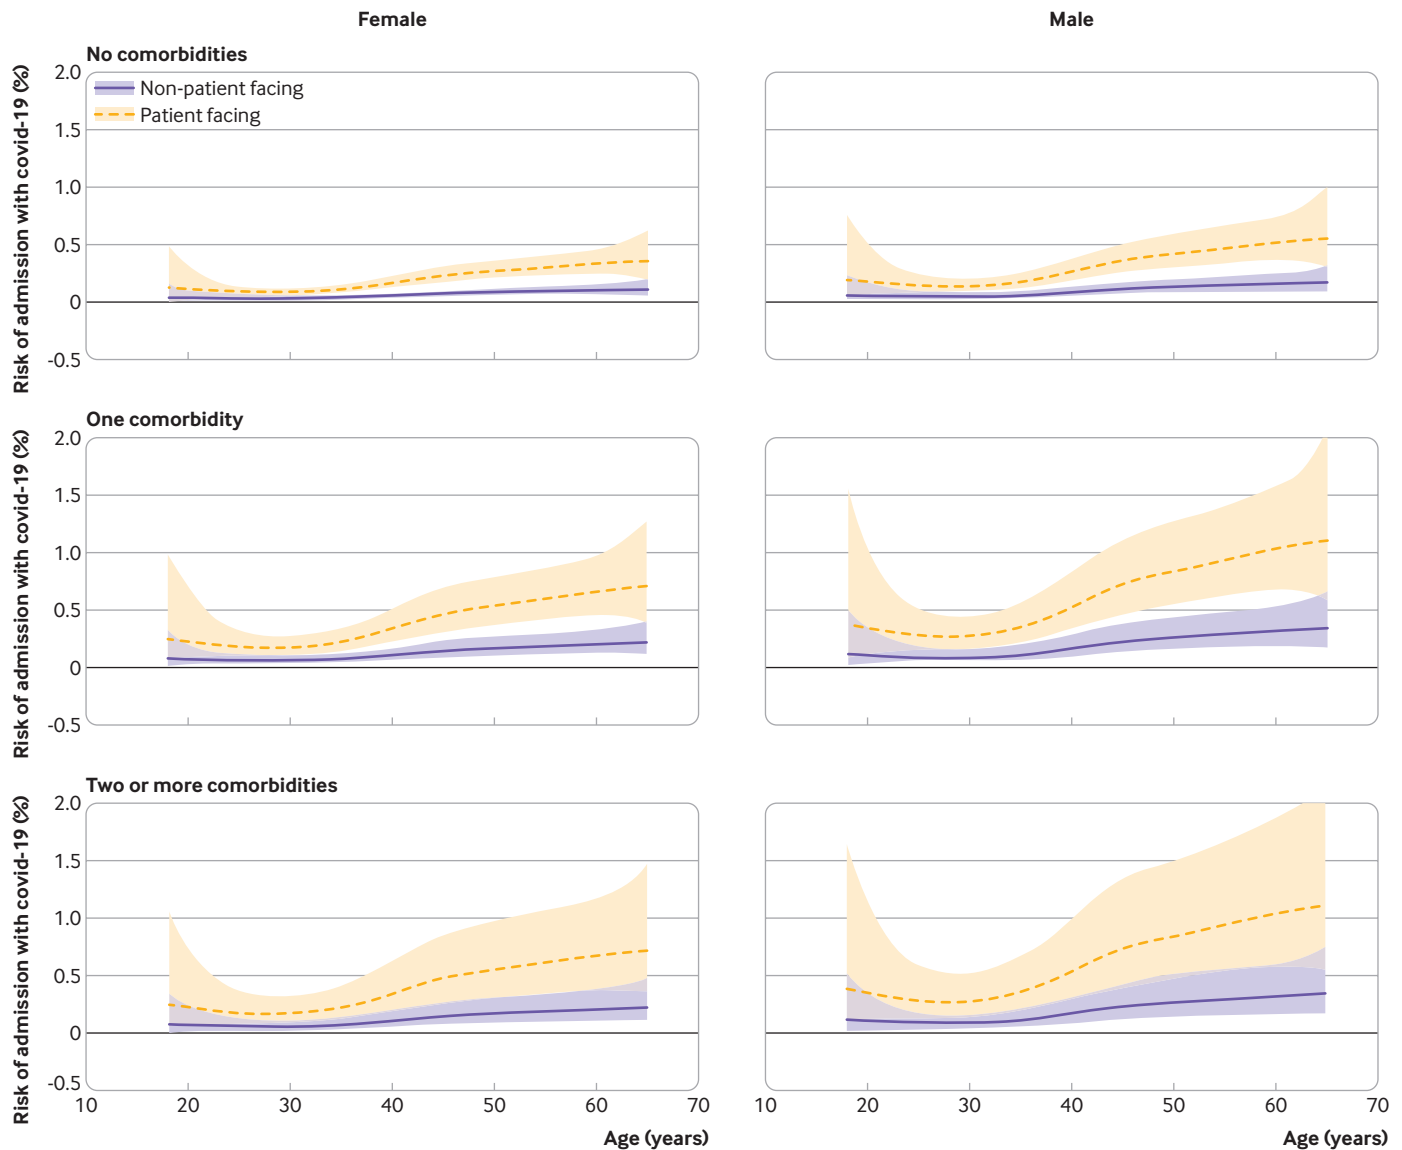 Female
Male
No comorbidities
Risk of admission with covid-19 (%)
2.0
1.5
1.0
0.5
0
-0.5
Non-patient facing
Patient facing
One comorbidity
Risk of admission with covid-19 (%)
2.0
1.5
1.0
0.5
0
-0.5
Two or more comorbidities
Risk of admission with covid-19 (%)
2.0
1.5
1.0
0.5
0
-0.5
10 20 30 40 50 60 70
10 20 30 40 50 60 70
Age (years)
Age (years)